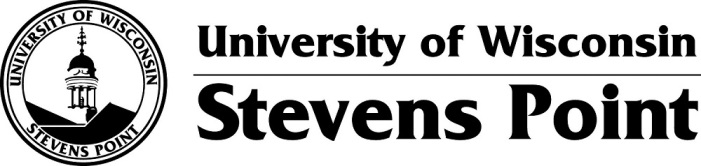 UNIVERSITY OF WISCONSIN
STEVENS POINT
University of Wisconsin
Stevens Point